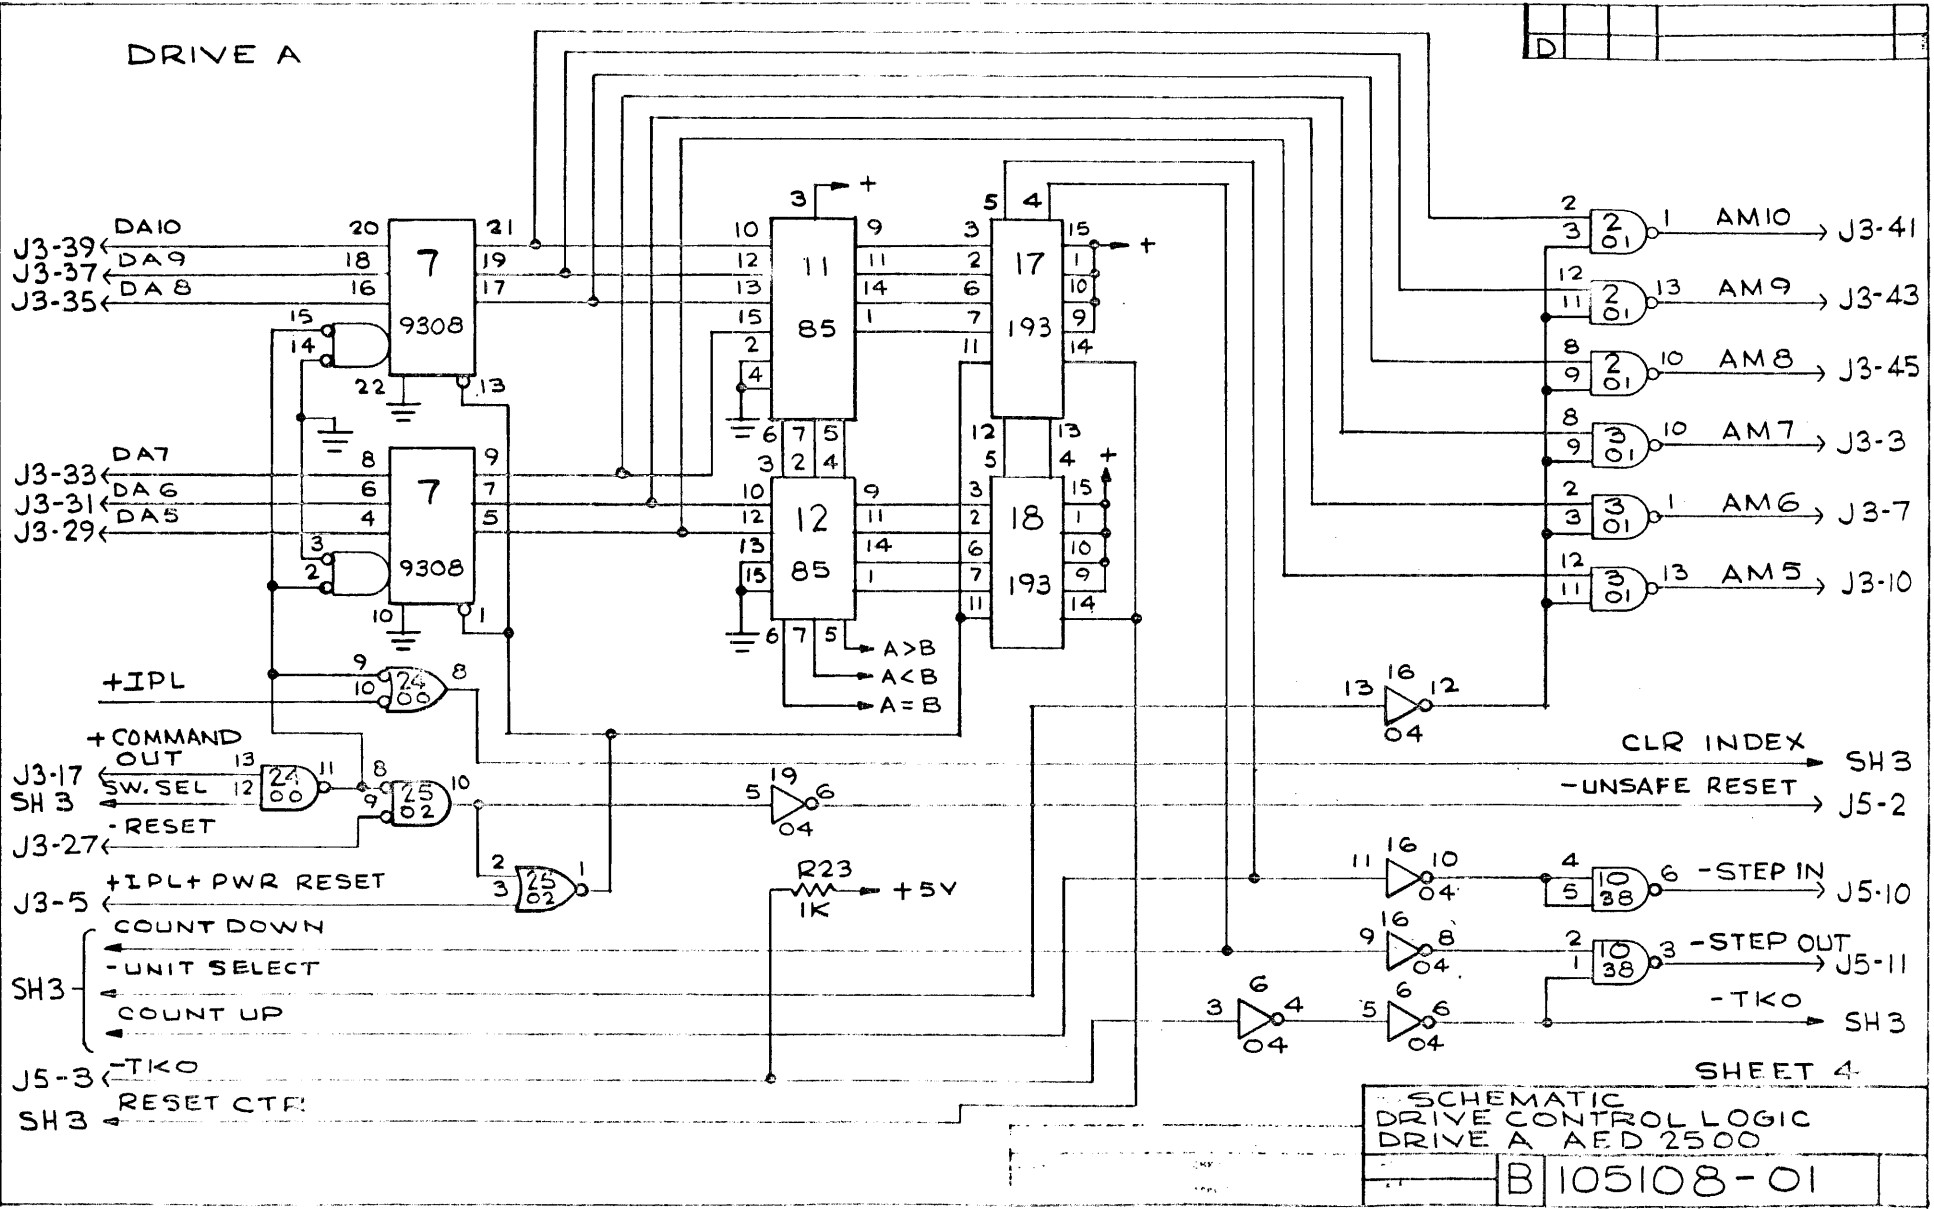 D
DRIVE A
J3-39 DA10 20 21
J3-37 DA9 18 19
J3-35 DA8 16 17
7
9308
15
14
22 13
J3-33 DA7 8 9
J3-31 DA6 6 7
J3-29 DA5 4 5
7
9308
3
2
10 1
3 +
10 9
12 11
13 14
15 1
2
4
11
85
6 7 5
3 2 4
10 9
12 11
13 14
15 1
12
85
6 7 5
A>B
A<B
A=B
5 4
3 15 +
2 1
6 10
7 9
11 14
17
193
12 13
5 4 +
3 15
2 1
6 10
7 9
11 14
18
193
2 3 2 01 1 AM10 J3-41
12 11 2 01 13 AM9 J3-43
8 9 2 01 10 AM8 J3-45
8 9 3 01 10 AM7 J3-3
2 3 3 01 1 AM6 J3-7
12 11 3 01 13 AM5 J3-10
+IPL 9 10 24 00 8
13 16 12
04
CLR INDEX SH3
+COMMAND
OUT
J3-17 13
SH3 SW. SEL 12
24 00 11
8 9 25 02 10
5 19 6
04
-UNSAFE RESET J5-2
-RESET
J3-27
+IPL+PWR RESET
J3-5
2 3 25 02 1
R23
1K
+5V
11 16 10
04
4 5 10 38 6 -STEP IN J5-10
COUNT DOWN
9 16 8
04
2 1 10 38 3 -STEP OUT J5-11
-UNIT SELECT
SH3
COUNT UP
3 6 4
04
5 6 6
04
-TKO SH3
J5-3 -TKO
SH3 RESET CTR
SHEET 4
SCHEMATIC
DRIVE CONTROL LOGIC
DRIVE A AED 2500
B 105108-01